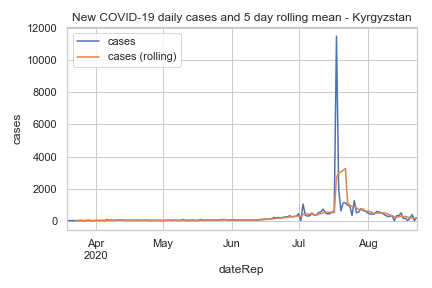 New COVID-19 daily cases and 5 day rolling mean - Kyrgyzstan
12000
cases
cases (rolling)
10000
8000
6000
4000
2000
0
cases
Apr
2020
May
Jun
Jul
Aug
dateRep